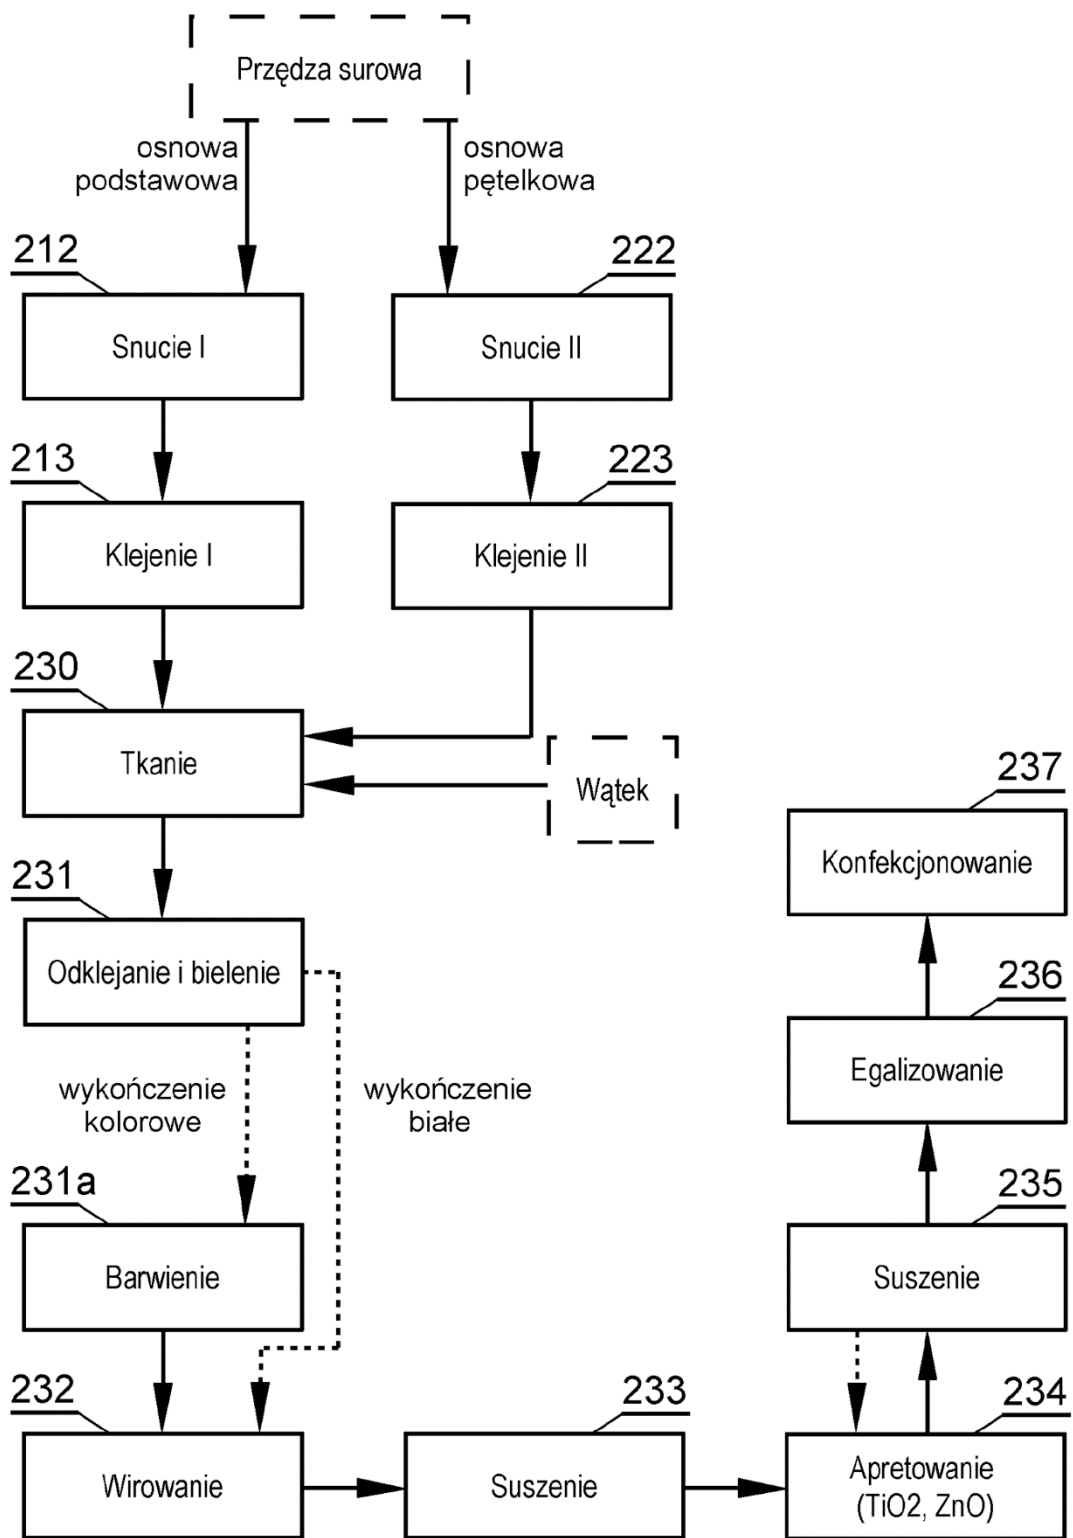 Przędza surowa
osnowa
podstawowa
osnowa
pętelkowa
212
Snucie I
222
Snucie II
213
Klejenie I
223
Klejenie II
230
Tkanie
Wątek
231
Odklejanie i bielenie
wykończenie
kolorowe
wykończenie
białe
231a
Barwienie
232
Wirowanie
233
Suszenie
234
Apretowanie
(TiO2, ZnO)
235
Suszenie
236
Egalizowanie
237
Konfekcjonowanie